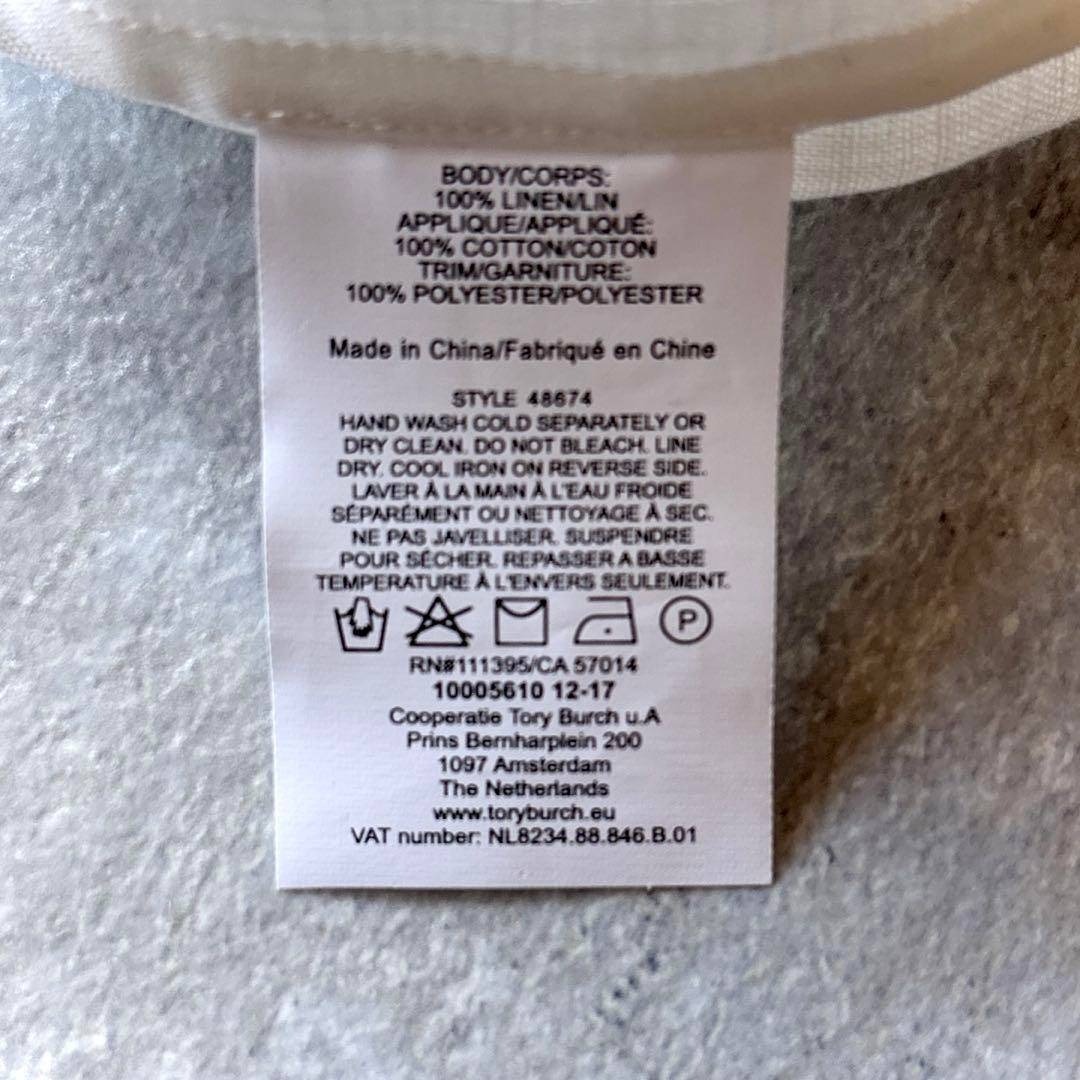 BODY/CORPS:
100% LINEN/LIN
APPLIQUE/APPLIQUÉ:
100% COTTON/COTON
TRIM/GARNITURE:
100% POLYESTER/POLYESTER
Made in China/Fabriqué en Chine
STYLE 48674
HAND WASH COLD SEPARATELY OR
DRY CLEAN. DO NOT BLEACH. LINE
DRY. COOL IRON ON REVERSE SIDE.
LAVER À LA MAIN À L'EAU FROIDE
SÉPARÉMENT OU NETTOYAGE À SEC.
NE PAS JAVELLISER. SUSPENDRE
POUR SÉCHER. REPASSER A BASSE
TEMPERATURE À L'ENVERS SEULEMENT.
P
RN#111395/CA 57014
10005610 12-17
Cooperatie Tory Burch u.A
Prins Bernharplein 200
1097 Amsterdam
The Netherlands
www.toryburch.eu
VAT number: NL8234.88.846.B.01